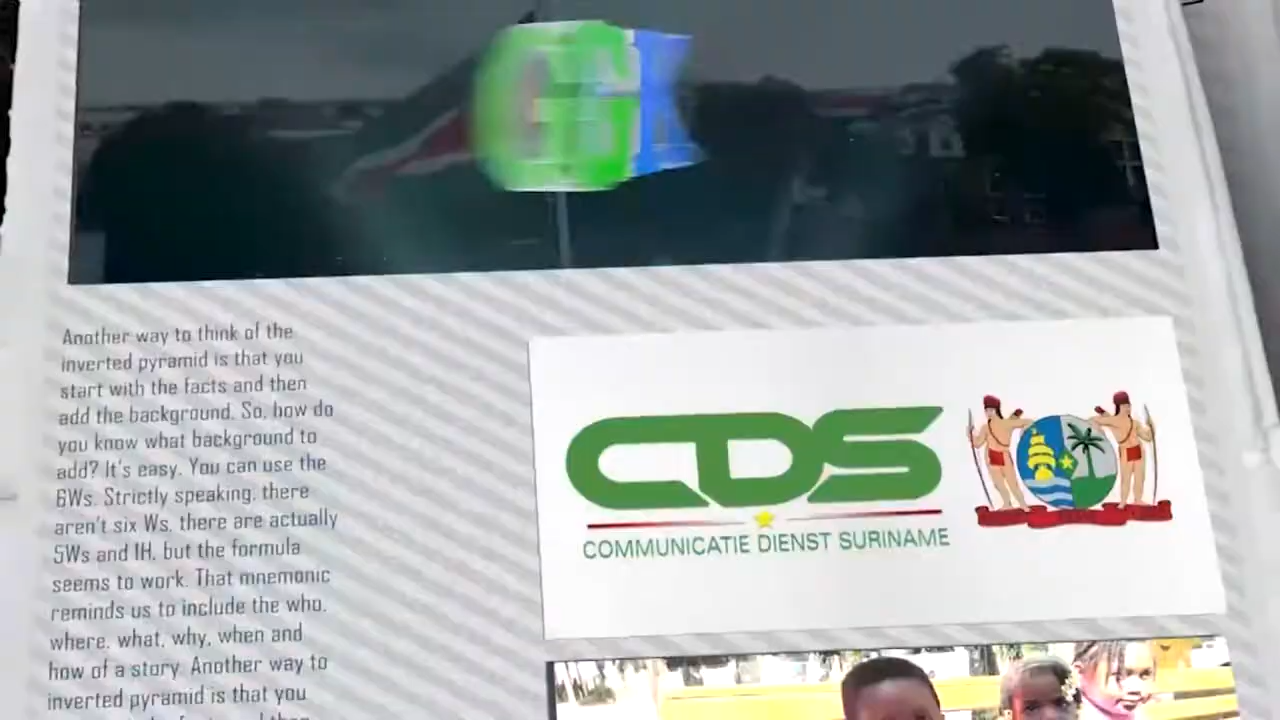 Another way to think of the
inverted pyramid is that you
start with the facts and then
add the background. So, how do
you know what background to
add? It's easy. You can use the
6Ws. Strictly speaking, there
aren't six Ws, there are actually
5Ws and 1H, but the formula
seems to work. That mnemonic
reminds us to include the who,
where, what, why, when and
how of a story. Another way to
inverted pyramid is that you
CDS
COMMUNICATIE DIENST SURINAME